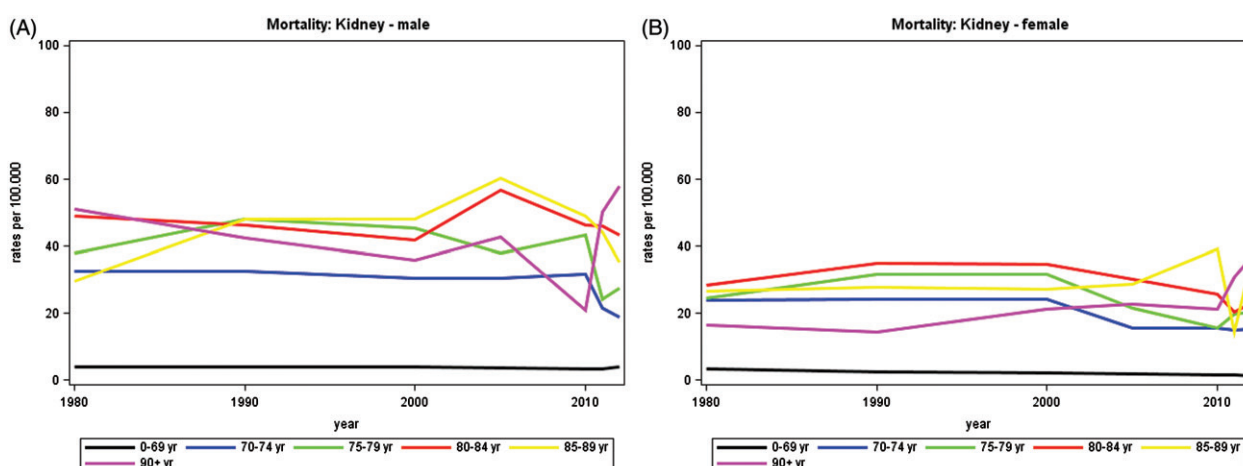 (A)
Mortality: Kidney - male
100
80
60
40
20
0
rates per 100.000
1980 1990 2000 2010
year
0-69 yr 70-74 yr 75-79 yr 80-84 yr 85-89 yr
90+ yr
(B)
Mortality: Kidney - female
100
80
60
40
20
0
rates per 100.000
1980 1990 2000 2010
year
0-69 yr 70-74 yr 75-79 yr 80-84 yr 85-89 yr
90+ yr